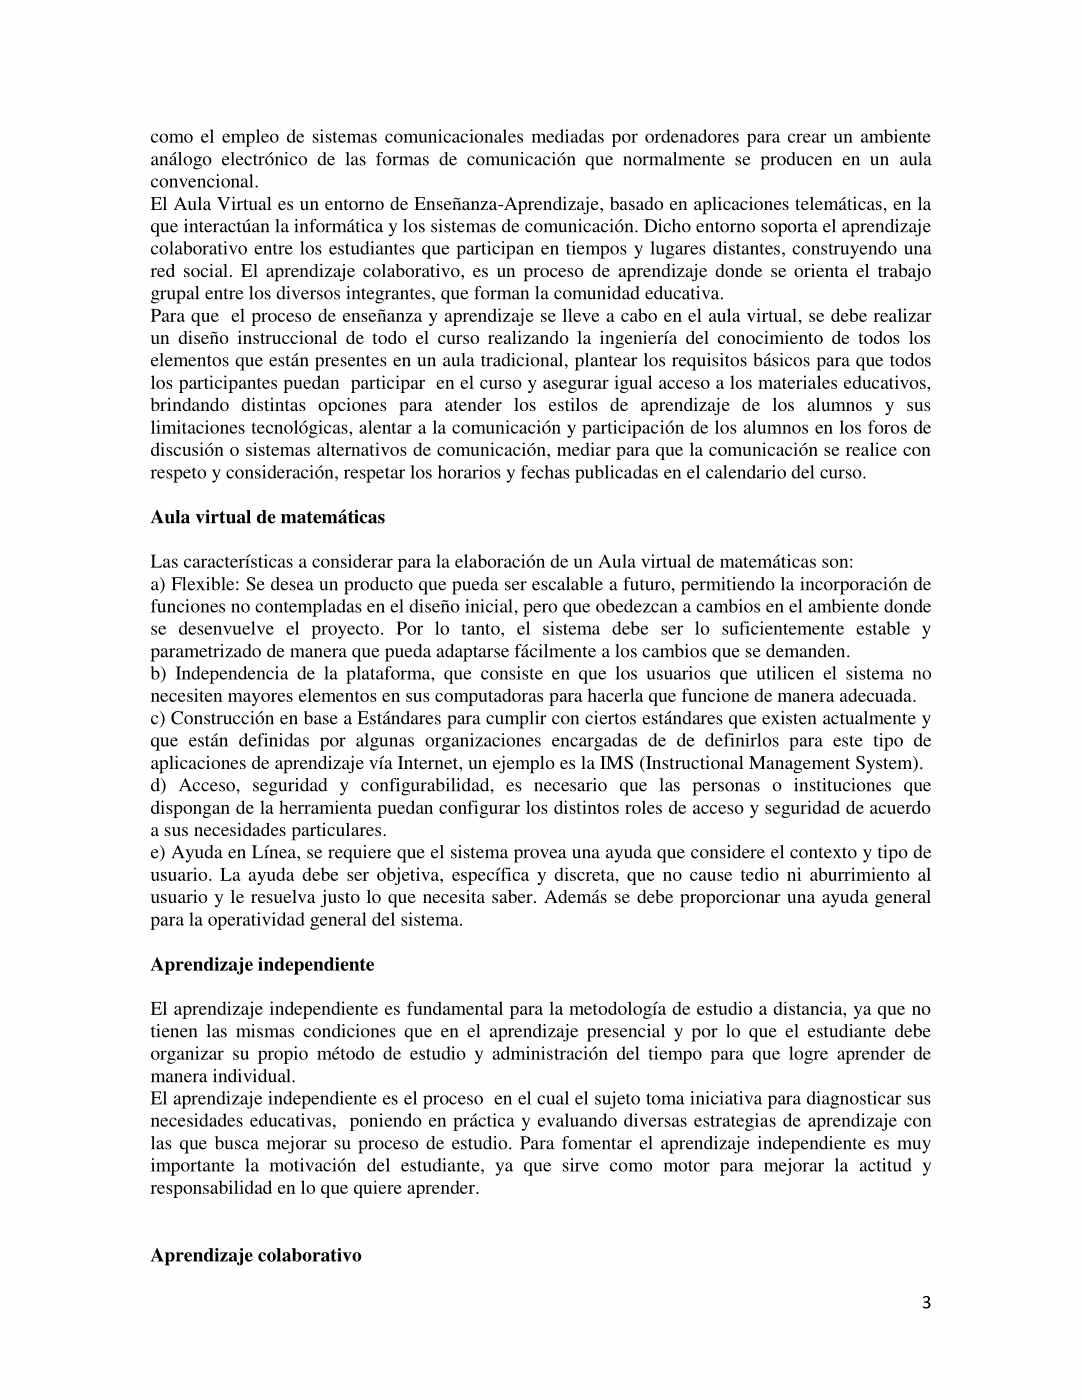 como el empleo de sistemas comunicacionales mediadas por ordenadores para crear un ambiente
análogo electrónico de las formas de comunicación que normalmente se producen en un aula
convencional.
El Aula Virtual es un entorno de Enseñanza-Aprendizaje, basado en aplicaciones telemáticas, en la
que interactúan la informática y los sistemas de comunicación. Dicho entorno soporta el aprendizaje
colaborativo entre los estudiantes que participan en tiempos y lugares distantes, construyendo una
red social. El aprendizaje colaborativo, es un proceso de aprendizaje donde se orienta el trabajo
grupal entre los diversos integrantes, que forman la comunidad educativa.
Para que  el proceso de enseñanza y aprendizaje se lleve a cabo en el aula virtual, se debe realizar
un diseño instruccional de todo el curso realizando la ingeniería del conocimiento de todos los
elementos que están presentes en un aula tradicional, plantear los requisitos básicos para que todos
los participantes puedan  participar  en el curso y asegurar igual acceso a los materiales educativos,
brindando distintas opciones para atender los estilos de aprendizaje de los alumnos y sus
limitaciones tecnológicas, alentar a la comunicación y participación de los alumnos en los foros de
discusión o sistemas alternativos de comunicación, mediar para que la comunicación se realice con
respeto y consideración, respetar los horarios y fechas publicadas en el calendario del curso.
Aula virtual de matemáticas
Las características a considerar para la elaboración de un Aula virtual de matemáticas son:
a) Flexible: Se desea un producto que pueda ser escalable a futuro, permitiendo la incorporación de
funciones no contempladas en el diseño inicial, pero que obedezcan a cambios en el ambiente donde
se desenvuelve el proyecto. Por lo tanto, el sistema debe ser lo suficientemente estable y
parametrizado de manera que pueda adaptarse fácilmente a los cambios que se demanden.
b) Independencia de la plataforma, que consiste en que los usuarios que utilicen el sistema no
necesiten mayores elementos en sus computadoras para hacerla que funcione de manera adecuada.
c) Construcción en base a Estándares para cumplir con ciertos estándares que existen actualmente y
que están definidas por algunas organizaciones encargadas de de definirlos para este tipo de
aplicaciones de aprendizaje vía Internet, un ejemplo es la IMS (Instructional Management System).
d) Acceso, seguridad y configurabilidad, es necesario que las personas o instituciones que
dispongan de la herramienta puedan configurar los distintos roles de acceso y seguridad de acuerdo
a sus necesidades particulares.
e) Ayuda en Línea, se requiere que el sistema provea una ayuda que considere el contexto y tipo de
usuario. La ayuda debe ser objetiva, específica y discreta, que no cause tedio ni aburrimiento al
usuario y le resuelva justo lo que necesita saber. Además se debe proporcionar una ayuda general
para la operatividad general del sistema.
Aprendizaje independiente
El aprendizaje independiente es fundamental para la metodología de estudio a distancia, ya que no
tienen las mismas condiciones que en el aprendizaje presencial y por lo que el estudiante debe
organizar su propio método de estudio y administración del tiempo para que logre aprender de
manera individual.
El aprendizaje independiente es el proceso  en el cual el sujeto toma iniciativa para diagnosticar sus
necesidades educativas,  poniendo en práctica y evaluando diversas estrategias de aprendizaje con
las que busca mejorar su proceso de estudio. Para fomentar el aprendizaje independiente es muy
importante la motivación del estudiante, ya que sirve como motor para mejorar la actitud y
responsabilidad en lo que quiere aprender.
Aprendizaje colaborativo
3